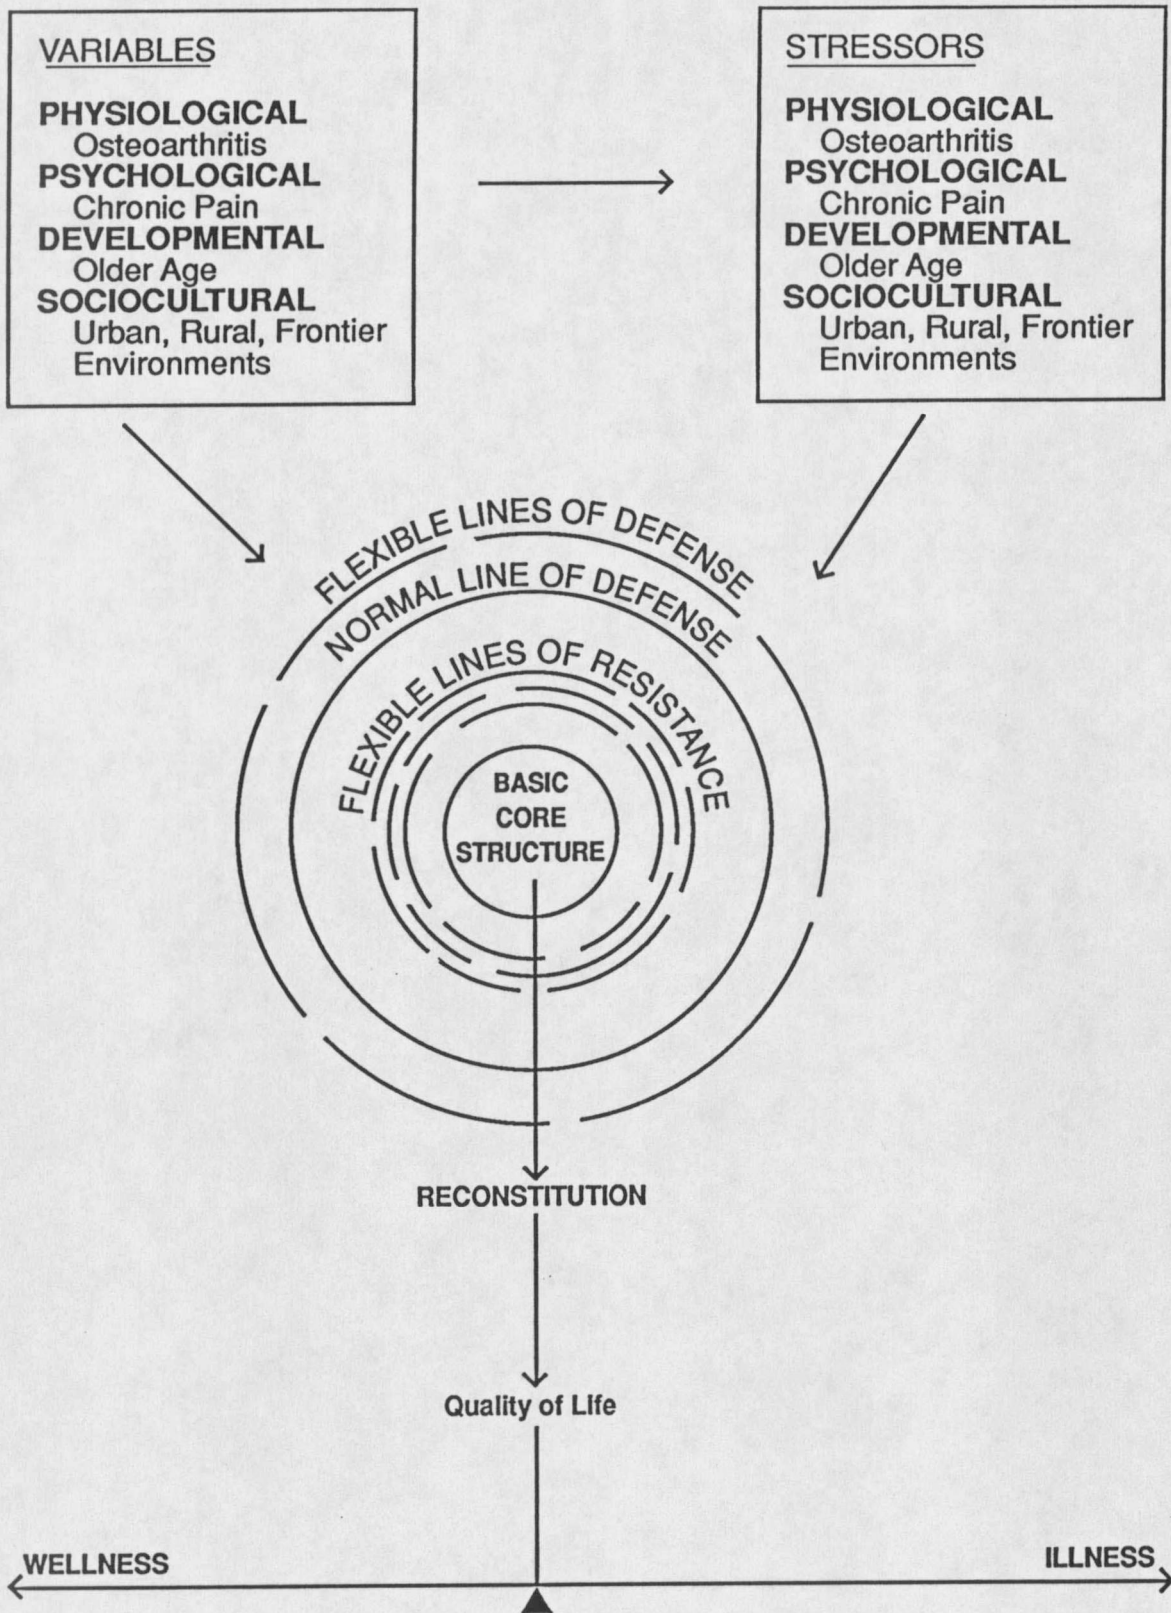 VARIABLES
PHYSIOLOGICAL
Osteoarthritis
PSYCHOLOGICAL
Chronic Pain
DEVELOPMENTAL
Older Age
SOCIOCULTURAL
Urban, Rural, Frontier
Environments
STRESSORS
PHYSIOLOGICAL
Osteoarthritis
PSYCHOLOGICAL
Chronic Pain
DEVELOPMENTAL
Older Age
SOCIOCULTURAL
Urban, Rural, Frontier
Environments
FLEXIBLE LINES OF DEFENSE
NORMAL LINE OF DEFENSE
FLEXIBLE LINES OF RESISTANCE
BASIC
CORE
STRUCTURE
RECONSTITUTION
Quality of Life
WELLNESS
ILLNESS